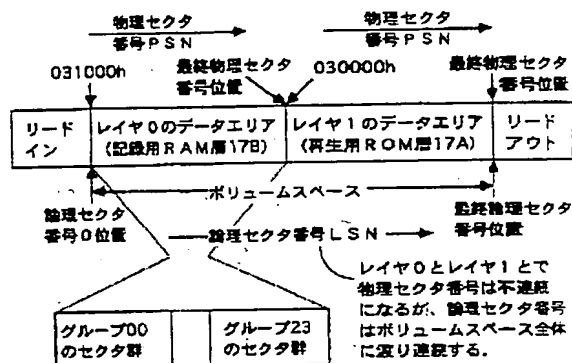 物理セクタ
番号PSN
物理セクタ
番号PSN
031000h
最終物理セクタ
番号位置
030000h
最終物理セクタ
番号位置
リード
イン
レイヤ0のデータエリア
(記録用RAM層17B)
レイヤ1のデータエリア
(再生用ROM層17A)
リード
アウト
ボリュームスペース
論理セクタ
番号0位置
論理セクタ番号LSN
最終論理セクタ
番号位置
レイヤ0とレイヤ1とで
物理セクタ番号は不連続
になるが、論理セクタ番号
はボリュームスペース全体
に渡り連続する。
グループ00
のセクタ群
グループ23
のセクタ群